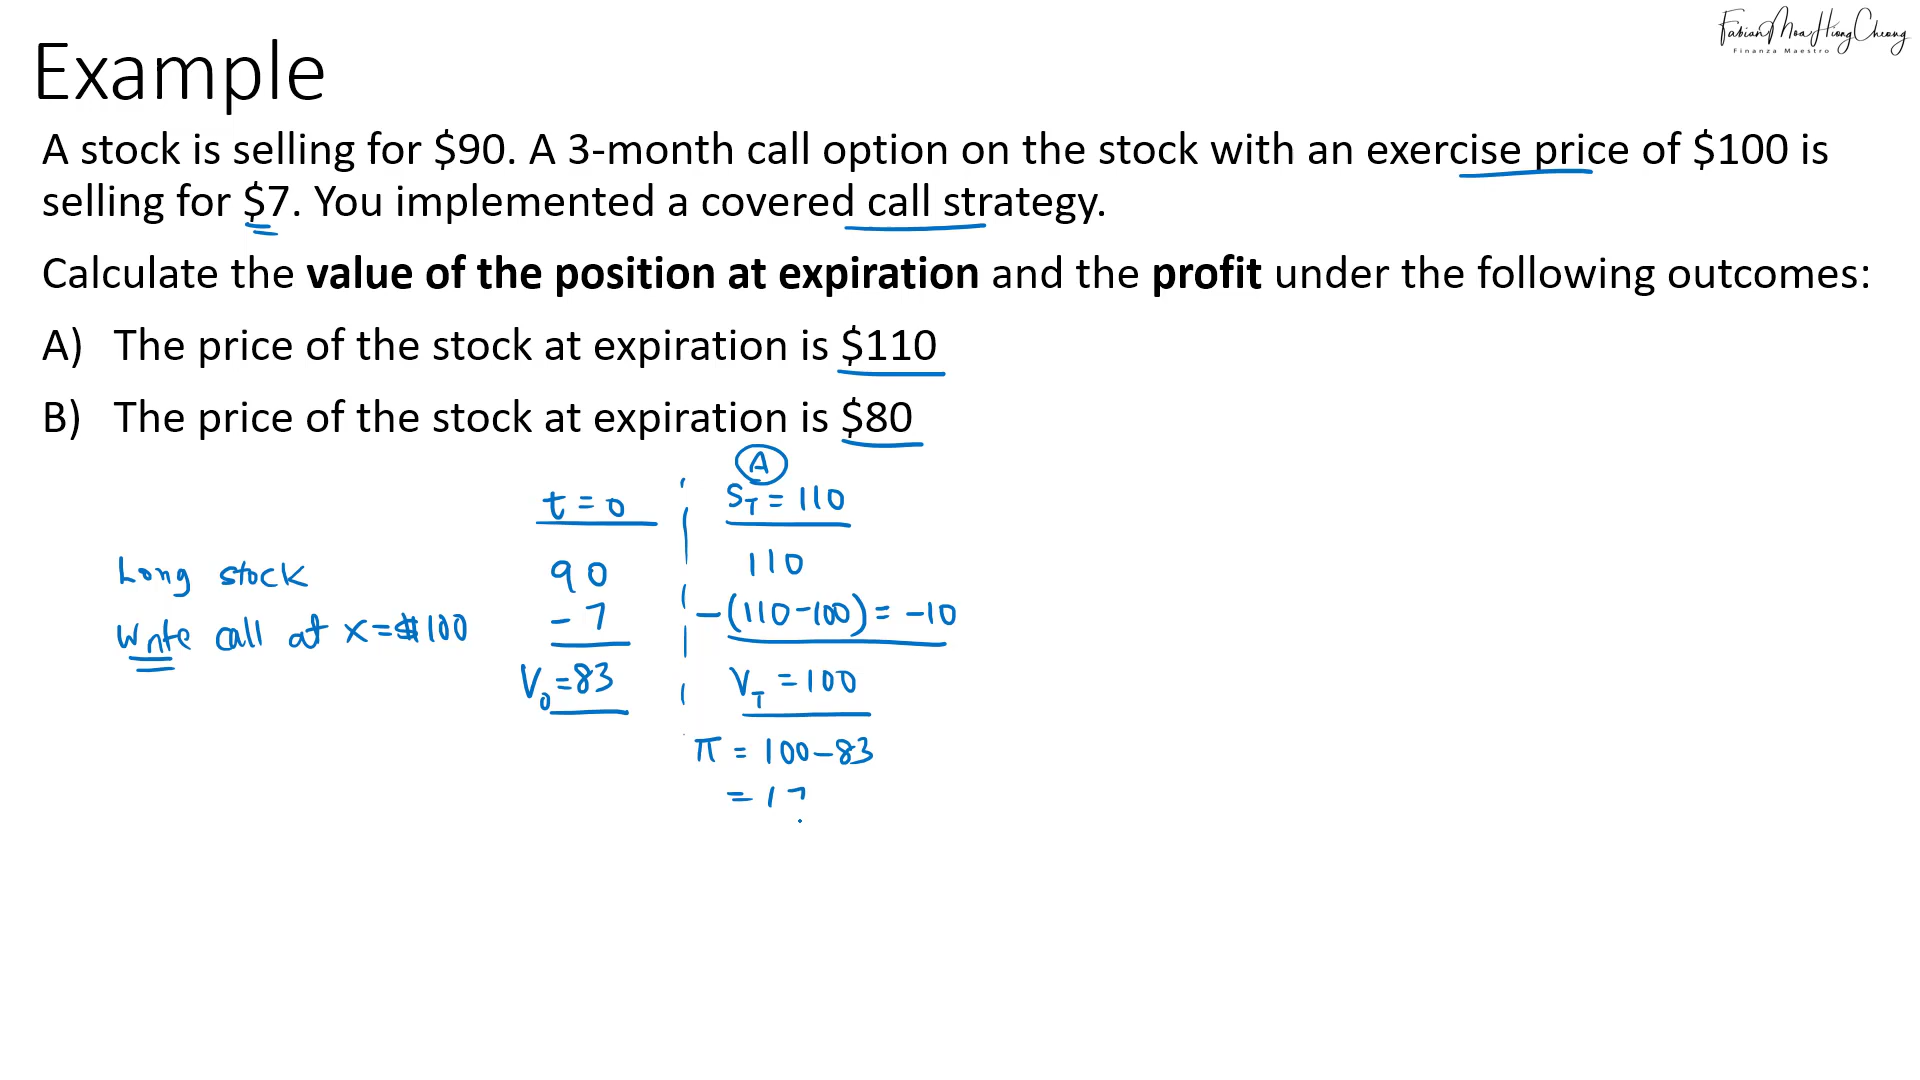 Fabian Moa Hiong Cheong
Finanza Maestro
Example
A stock is selling for $90. A 3-month call option on the stock with an exercise price of $100 is
selling for $7. You implemented a covered call strategy.
Calculate the value of the position at expiration and the profit under the following outcomes:
A) The price of the stock at expiration is $110
B) The price of the stock at expiration is $80
A
t = 0 S_T = 110
Long stock 90 110
Write call at X = $100 - 7 - (110 - 100) = -10
V_0 = 83 V_T = 100
π = 100 - 83
= 17